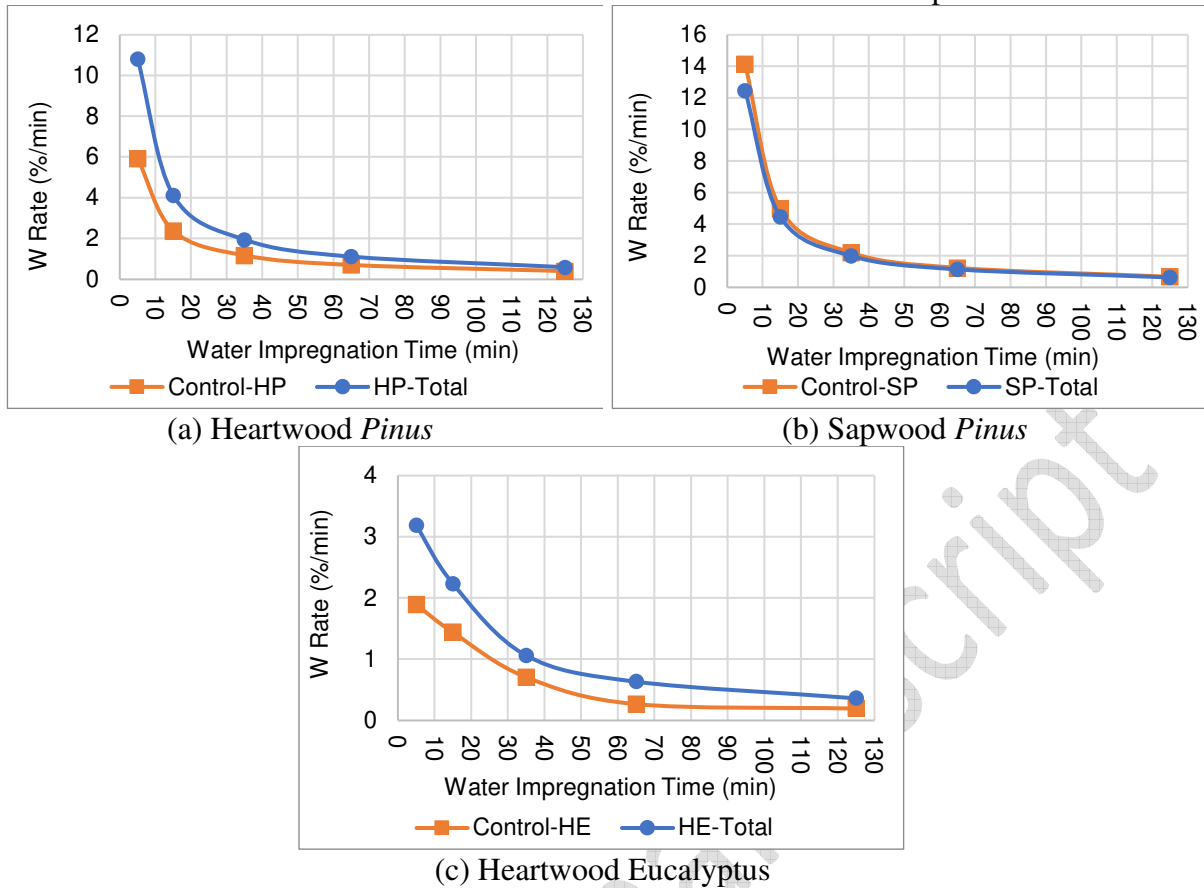 12
10
8
6
4
2
0
W Rate (%/min)
0 10 20 30 40 50 60 70 80 90 100 110 120 130
Water Impregnation Time (min)
Control-HP HP-Total
(a) Heartwood Pinus
16
14
12
10
8
6
4
2
0
W Rate (%/min)
0 10 20 30 40 50 60 70 80 90 100 110 120 130
Water Impregnation Time (min)
Control-SP SP-Total
(b) Sapwood Pinus
4
3
2
1
0
W Rate (%/min)
0 10 20 30 40 50 60 70 80 90 100 110 120 130
Water Impregnation Time (min)
Control-HE HE-Total
(c) Heartwood Eucalyptus